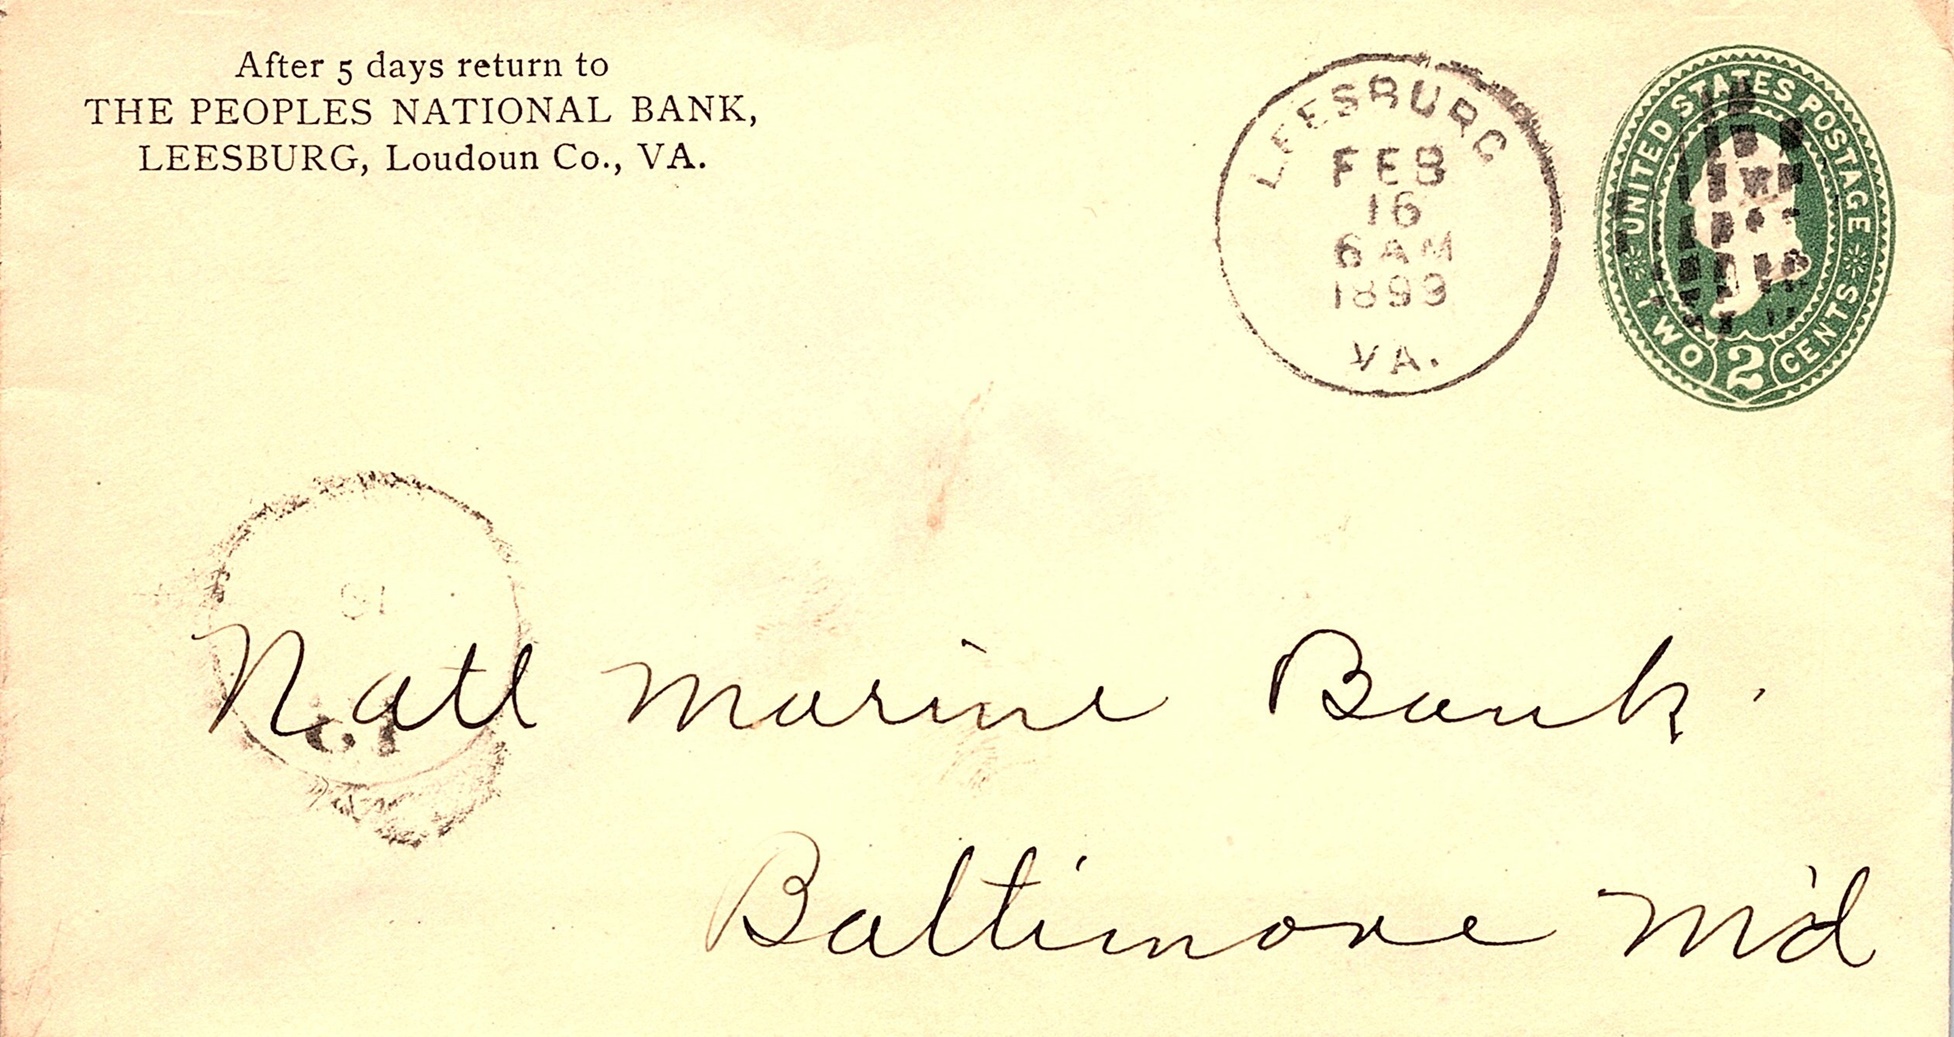 After 5 days return to
THE PEOPLES NATIONAL BANK,
LEESBURG, Loudoun Co., VA.
LEESBURG
FEB
16
6 AM
1899
VA.
UNITED STATES POSTAGE
TWO 2 CENTS
Natl Marine Bank.
Baltimore Md